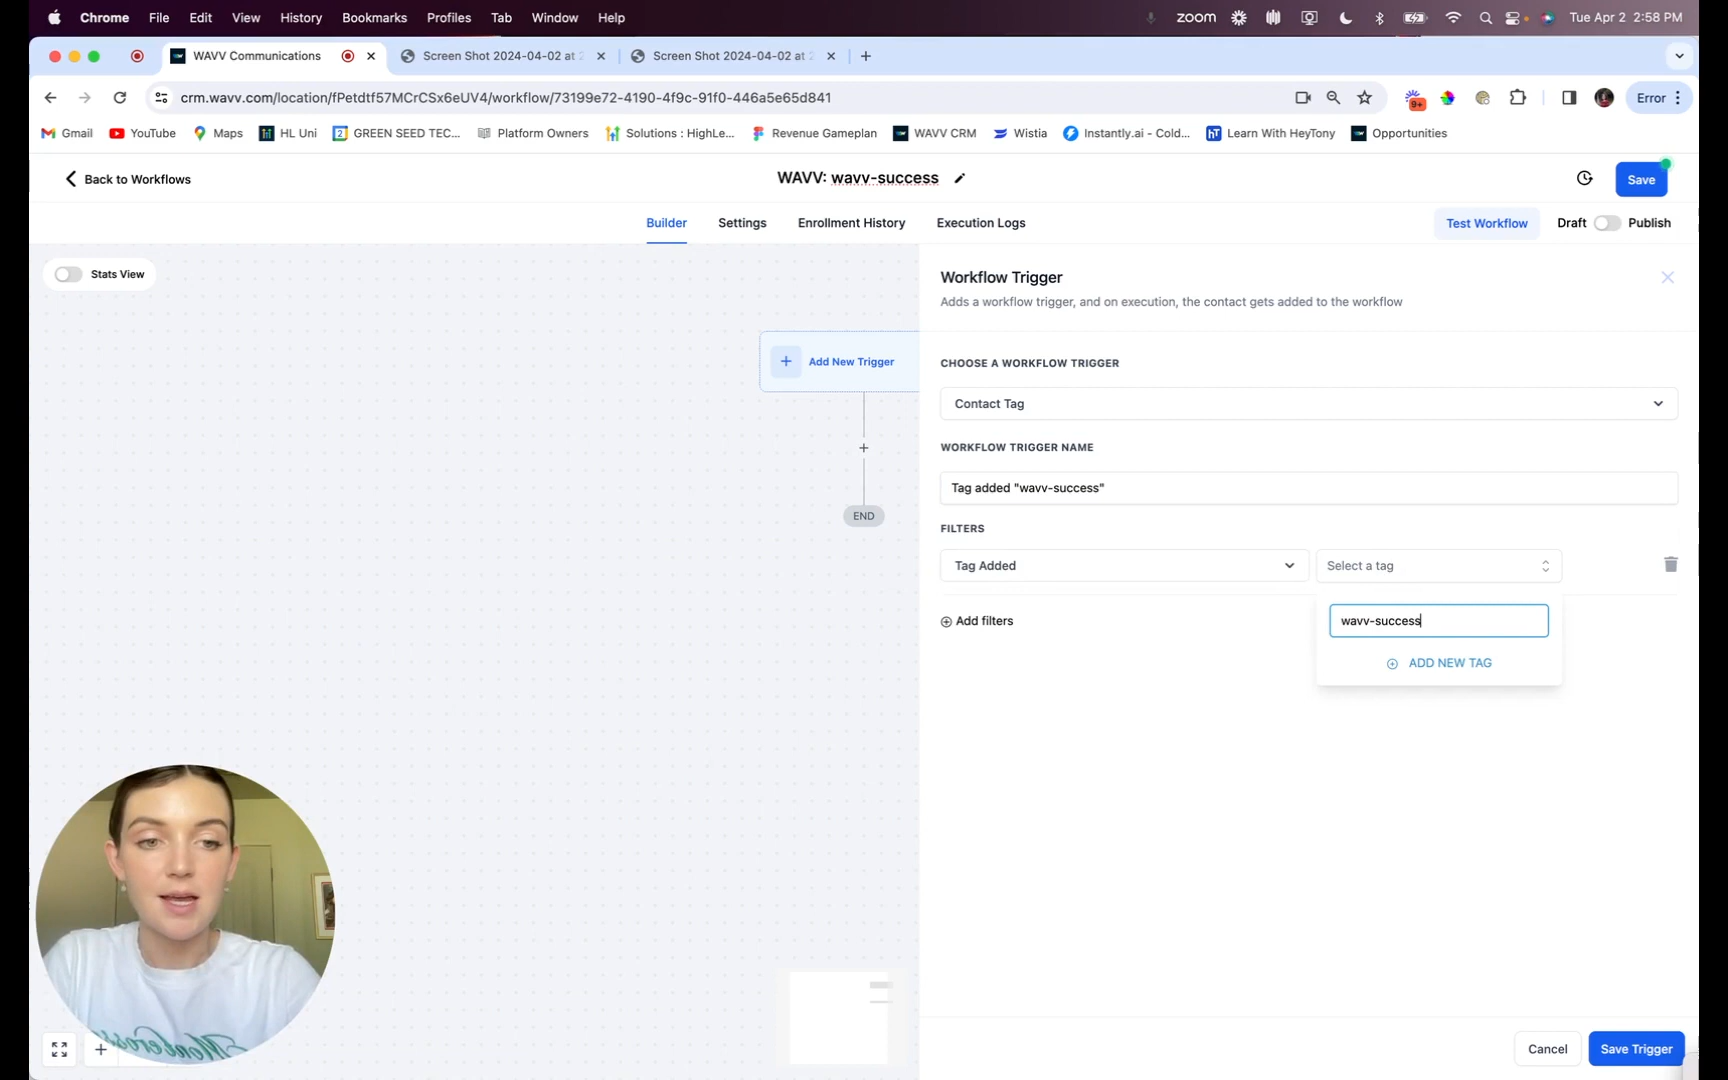 Chrome File Edit View History Bookmarks Profiles Tab Window Help zoom Tue Apr 2 2:58 PM
WAVV Communications Screen Shot 2024-04-02 at 2 Screen Shot 2024-04-02 at 2
crm.wavv.com/location/fPetdtf57MCrCSx6eUV4/workflow/73199e72-4190-4f9c-91f0-446a5e65d841 9+ Error
Gmail YouTube Maps HL Uni GREEN SEED TEC... Platform Owners Solutions : HighLe... Revenue Gameplan WAVV CRM Wistia Instantly.ai - Cold... Learn With HeyTony Opportunities
Back to Workflows WAVV: wavv-success Save
Builder Settings Enrollment History Execution Logs Test Workflow Draft Publish
Stats View
Workflow Trigger
Adds a workflow trigger, and on execution, the contact gets added to the workflow
Add New Trigger
END
CHOOSE A WORKFLOW TRIGGER
Contact Tag
WORKFLOW TRIGGER NAME
Tag added "wavv-success"
FILTERS
Tag Added Select a tag
Add filters wavv-success
ADD NEW TAG
Cancel Save Trigger